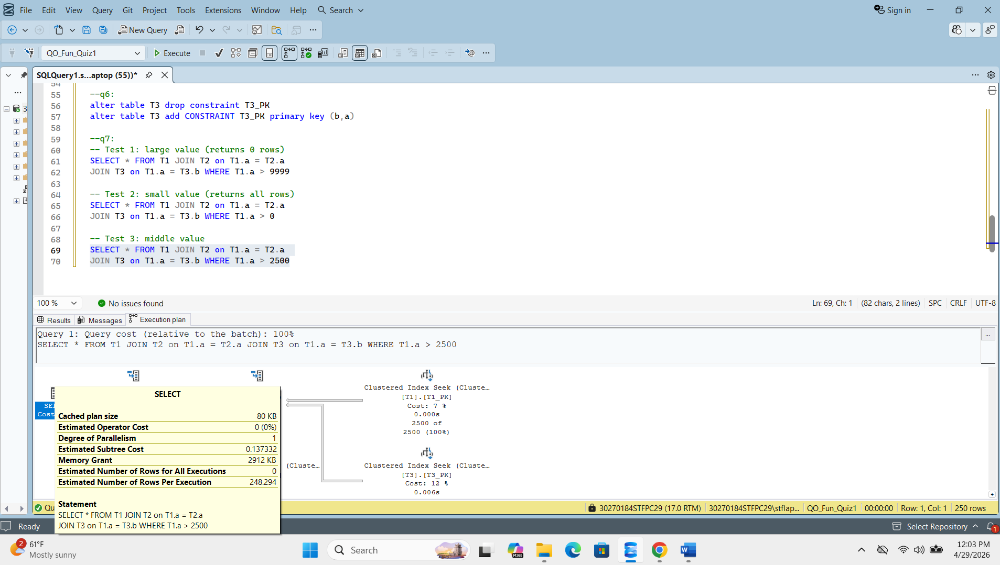 File Edit View Query Git Project Tools Extensions Window Help Search Sign in
New Query
QO_Fun_Quiz1 Execute
SQLQuery1.s...aptop (55))*
54
55 --q6:
56 alter table T3 drop constraint T3_PK
57 alter table T3 add CONSTRAINT T3_PK primary key (b,a)
58
59 --q7:
60 -- Test 1: large value (returns 0 rows)
61 SELECT * FROM T1 JOIN T2 on T1.a = T2.a
62 JOIN T3 on T1.a = T3.b WHERE T1.a > 9999
63
64 -- Test 2: small value (returns all rows)
65 SELECT * FROM T1 JOIN T2 on T1.a = T2.a
66 JOIN T3 on T1.a = T3.b WHERE T1.a > 0
67
68 -- Test 3: middle value
69 SELECT * FROM T1 JOIN T2 on T1.a = T2.a
70 JOIN T3 on T1.a = T3.b WHERE T1.a > 2500
3
100 % No issues found Ln: 69, Ch: 1 (82 chars, 2 lines) SPC CRLF UTF-8
Results Messages Execution plan
Query 1: Query cost (relative to the batch): 100%
SELECT * FROM T1 JOIN T2 on T1.a = T2.a JOIN T3 on T1.a = T3.b WHERE T1.a > 2500
Clustered Index Seek (Cluste...
[T1].[T1_PK]
Cost: 7 %
0.000s
2500 of
2500 (100%)
(Cluste...
Clustered Index Seek (Cluste...
[T3].[T3_PK]
Cost: 12 %
0.006s
Cost
SELECT
Cached plan size 80 KB
Estimated Operator Cost 0 (0%)
Degree of Parallelism 1
Estimated Subtree Cost 0.137332
Memory Grant 2912 KB
Estimated Number of Rows for All Executions 0
Estimated Number of Rows Per Execution 248.294
Statement
SELECT * FROM T1 JOIN T2 on T1.a = T2.a
JOIN T3 on T1.a = T3.b WHERE T1.a > 2500
30270184STFPC29 (17.0 RTM) 30270184STFPC29\stflap... QO_Fun_Quiz1 00:00:00 Row: 1, Col: 1 250 rows
Ready Select Repository 1
2 61°F
Mostly sunny
Search
M365
12:03 PM
4/29/2026